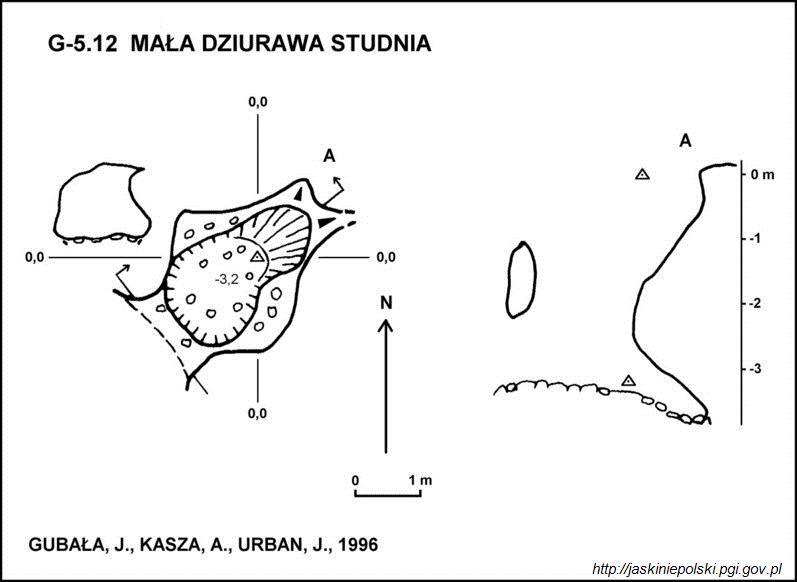 G-5.12 MAŁA DZIURAWA STUDNIA
0,0
A
A
0 m
-1
0,0
0,0
-3,2
N
-2
-3
0,0
0 1 m
GUBAŁA, J., KASZA, A., URBAN, J., 1996
http://jaskiniepolski.pgi.gov.pl